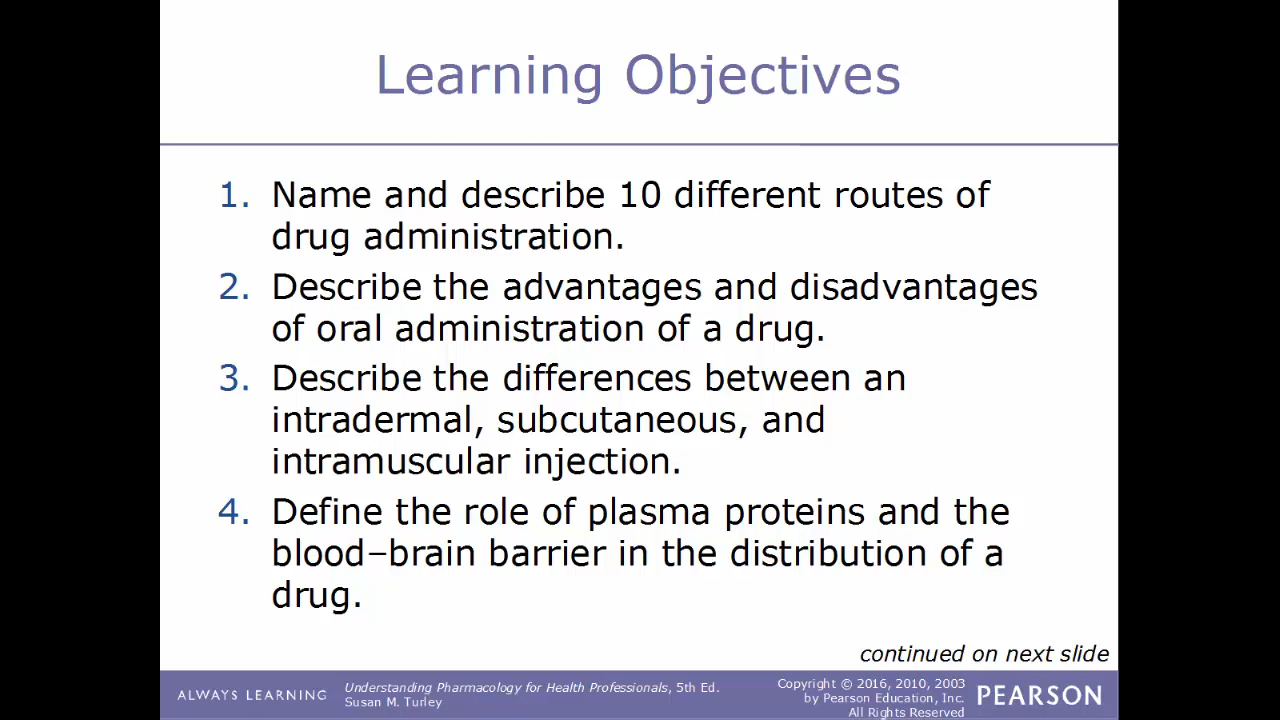 Learning Objectives
1. Name and describe 10 different routes of
drug administration.
2. Describe the advantages and disadvantages
of oral administration of a drug.
3. Describe the differences between an
intradermal, subcutaneous, and
intramuscular injection.
4. Define the role of plasma proteins and the
blood–brain barrier in the distribution of a
drug.
continued on next slide
ALWAYS LEARNING
Understanding Pharmacology for Health Professionals, 5th Ed.
Susan M. Turley
Copyright © 2016, 2010, 2003
by Pearson Education, Inc.
All Rights Reserved
PEARSON